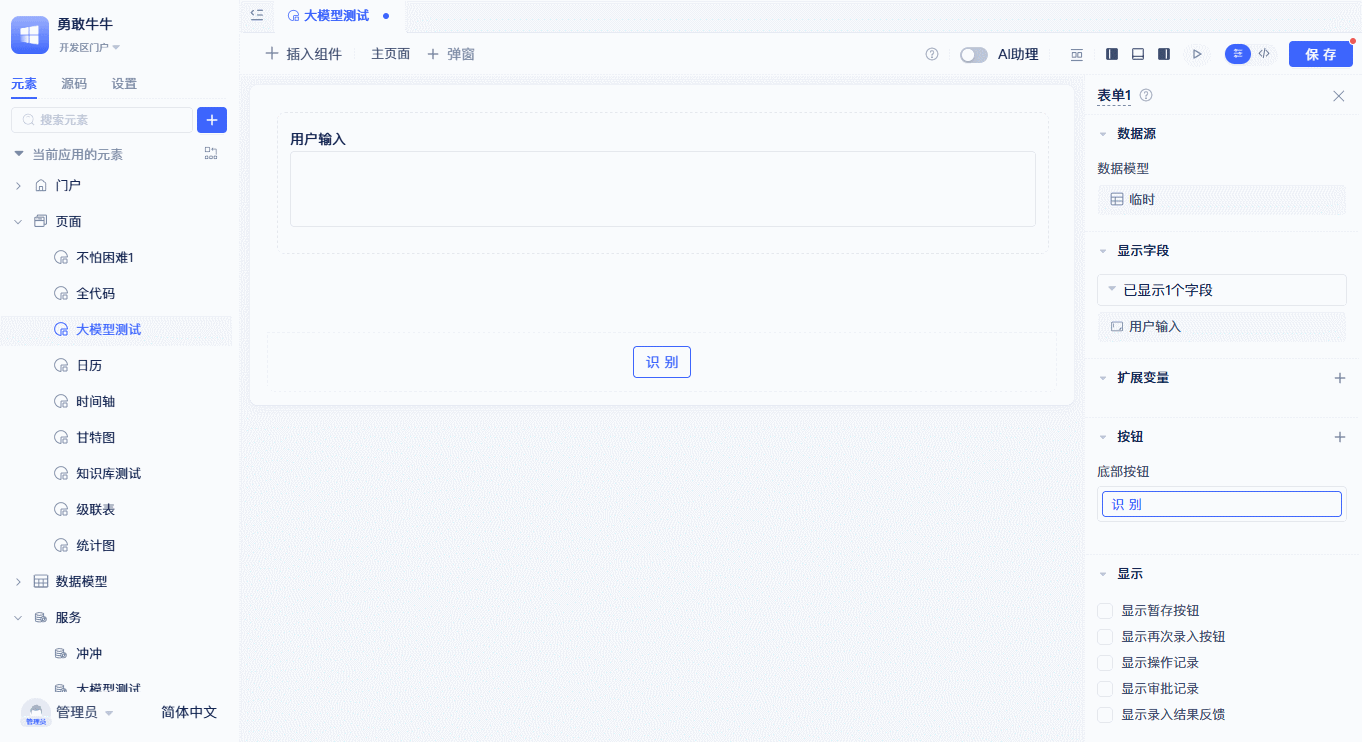 勇敢牛牛
开发区门户
元素 源码 设置
搜索元素
当前应用的元素
门户
页面
不怕困难1
全代码
大模型测试
日历
时间轴
甘特图
知识库测试
级联表
统计图
数据模型
服务
冲冲
大模型测试
管理员
管理员 简体中文
大模型测试
插入组件 主页面 弹窗
AI助理
保存
用户输入
识别
表单1
数据源
数据模型
临时
显示字段
已显示1个字段
用户输入
扩展变量
按钮
底部按钮
识别
显示
显示暂存按钮
显示再次录入按钮
显示操作记录
显示审批记录
显示录入结果反馈